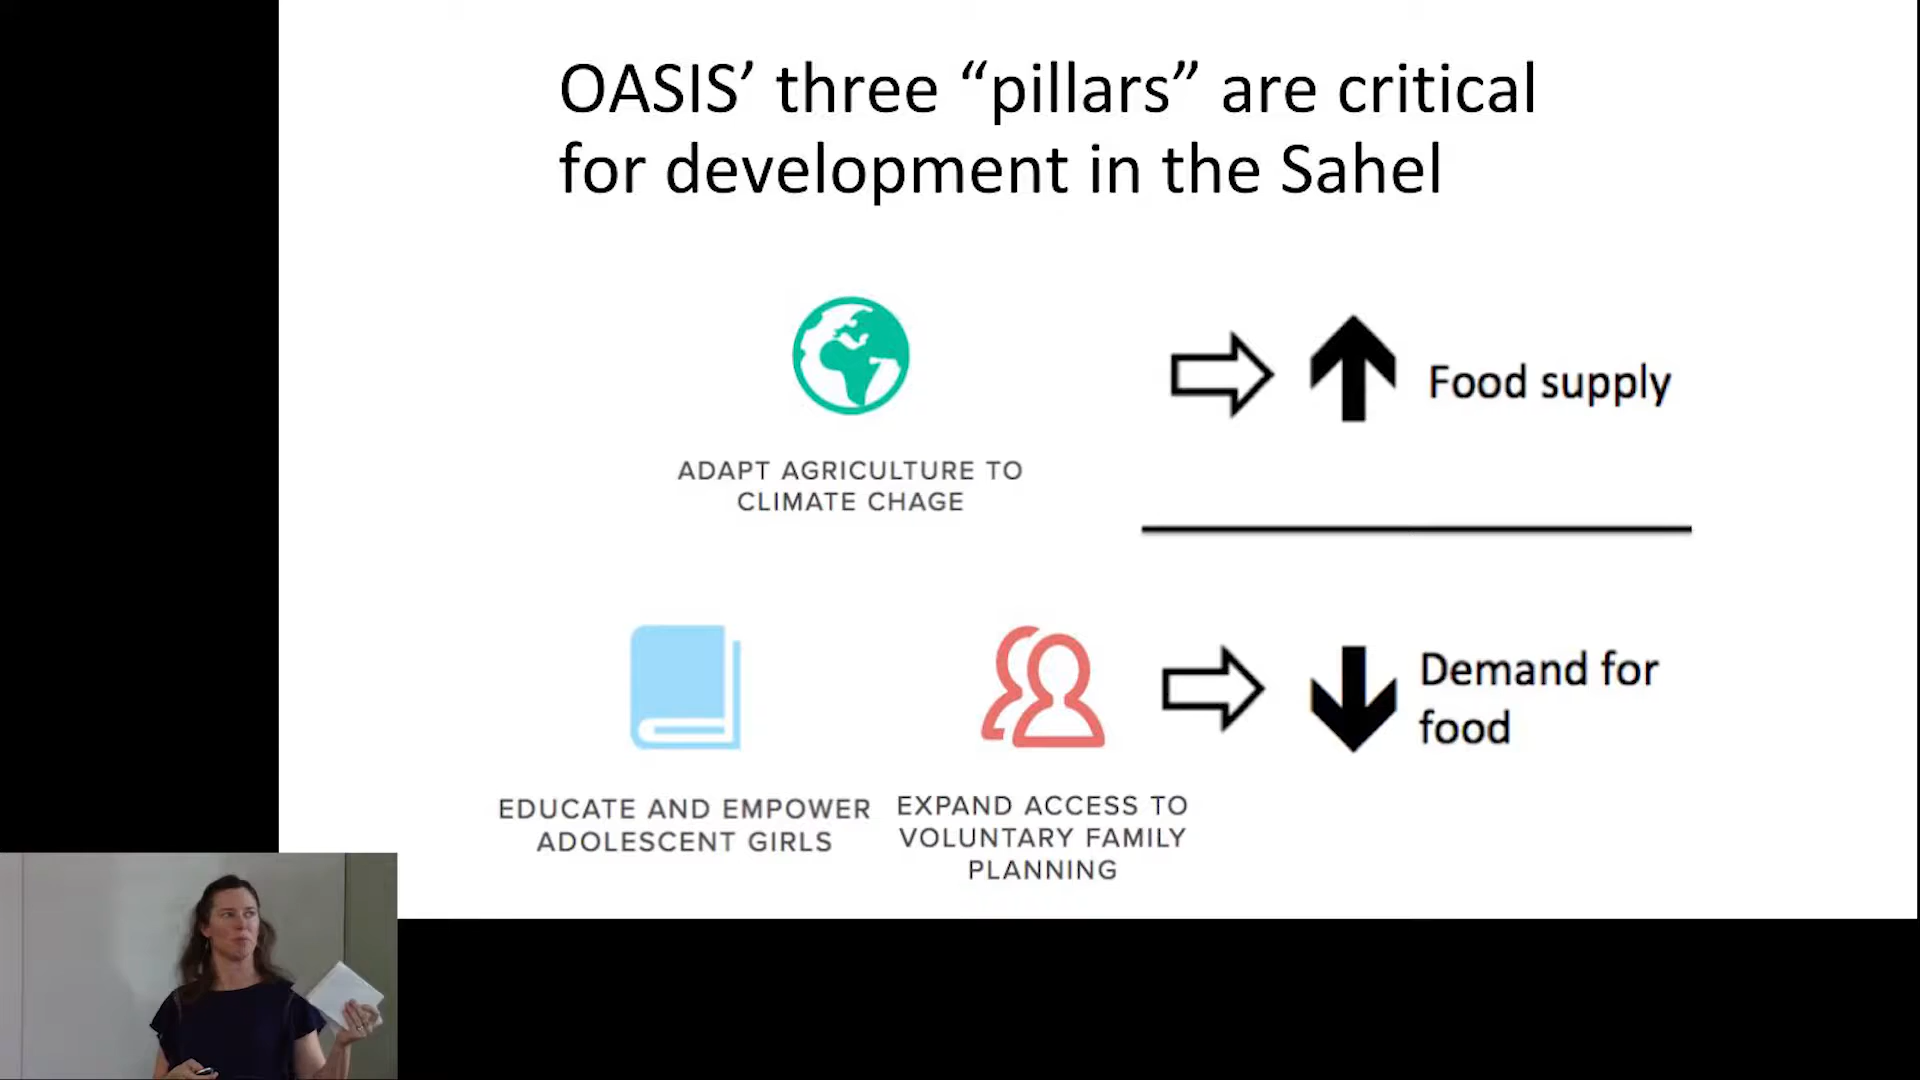 OASIS’ three “pillars” are critical
for development in the Sahel
ADAPT AGRICULTURE TO
CLIMATE CHAGE
Food supply
EDUCATE AND EMPOWER
ADOLESCENT GIRLS
EXPAND ACCESS TO
VOLUNTARY FAMILY
PLANNING
Demand for
food